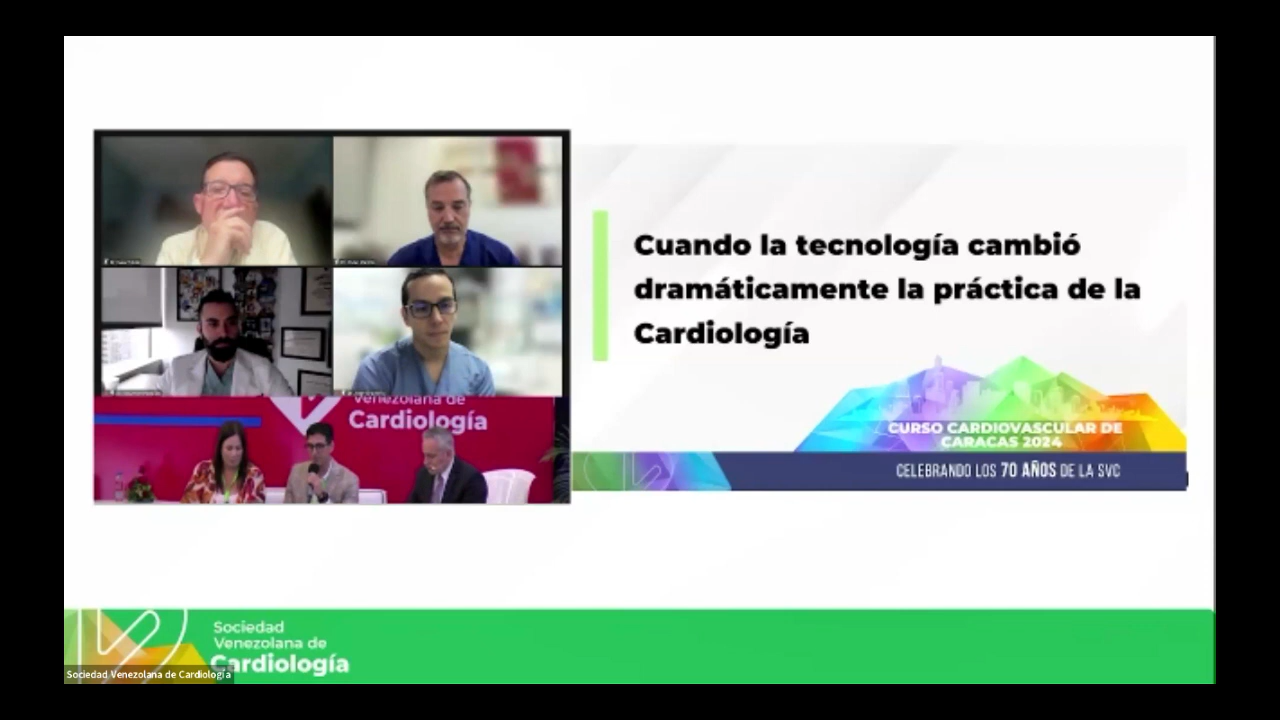 Venezolana de
Cardiología
Cuando la tecnología cambió
dramáticamente la práctica de la
Cardiología
CURSO CARDIOVASCULAR DE
CARACAS 2024
CELEBRANDO LOS 70 AÑOS DE LA SVC
Sociedad
Venezolana de
Cardiología
Sociedad Venezolana de Cardiología